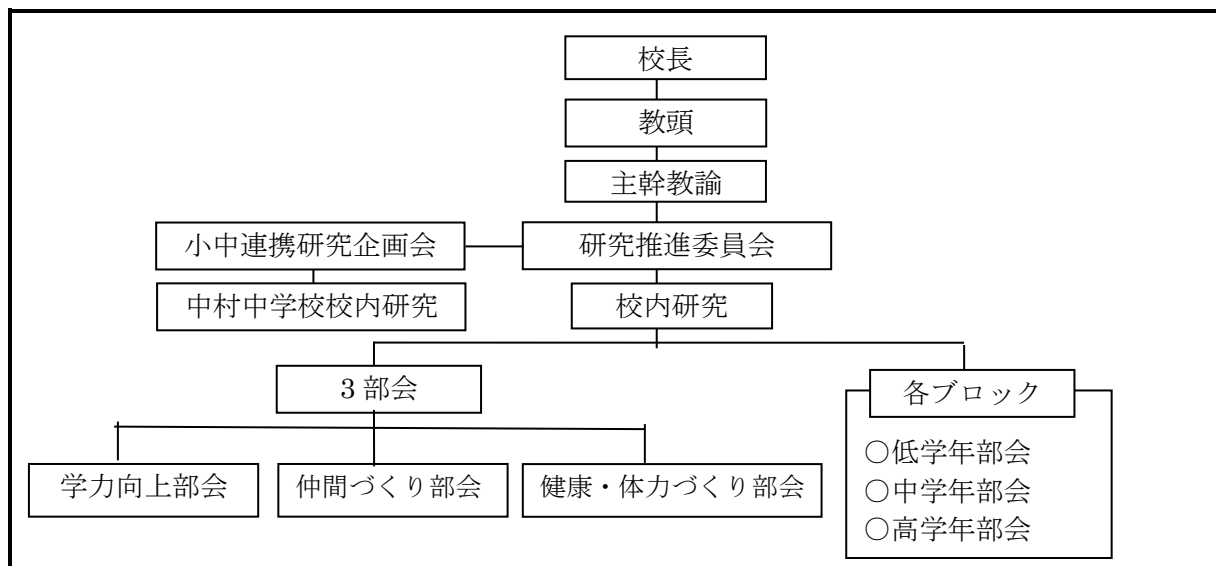 校長
教頭
主幹教諭
小中連携研究企画会
研究推進委員会
中村中学校校内研究
校内研究
3部会
各ブロック
○低学年部会
○中学年部会
○高学年部会
学力向上部会
仲間づくり部会
健康・体力づくり部会